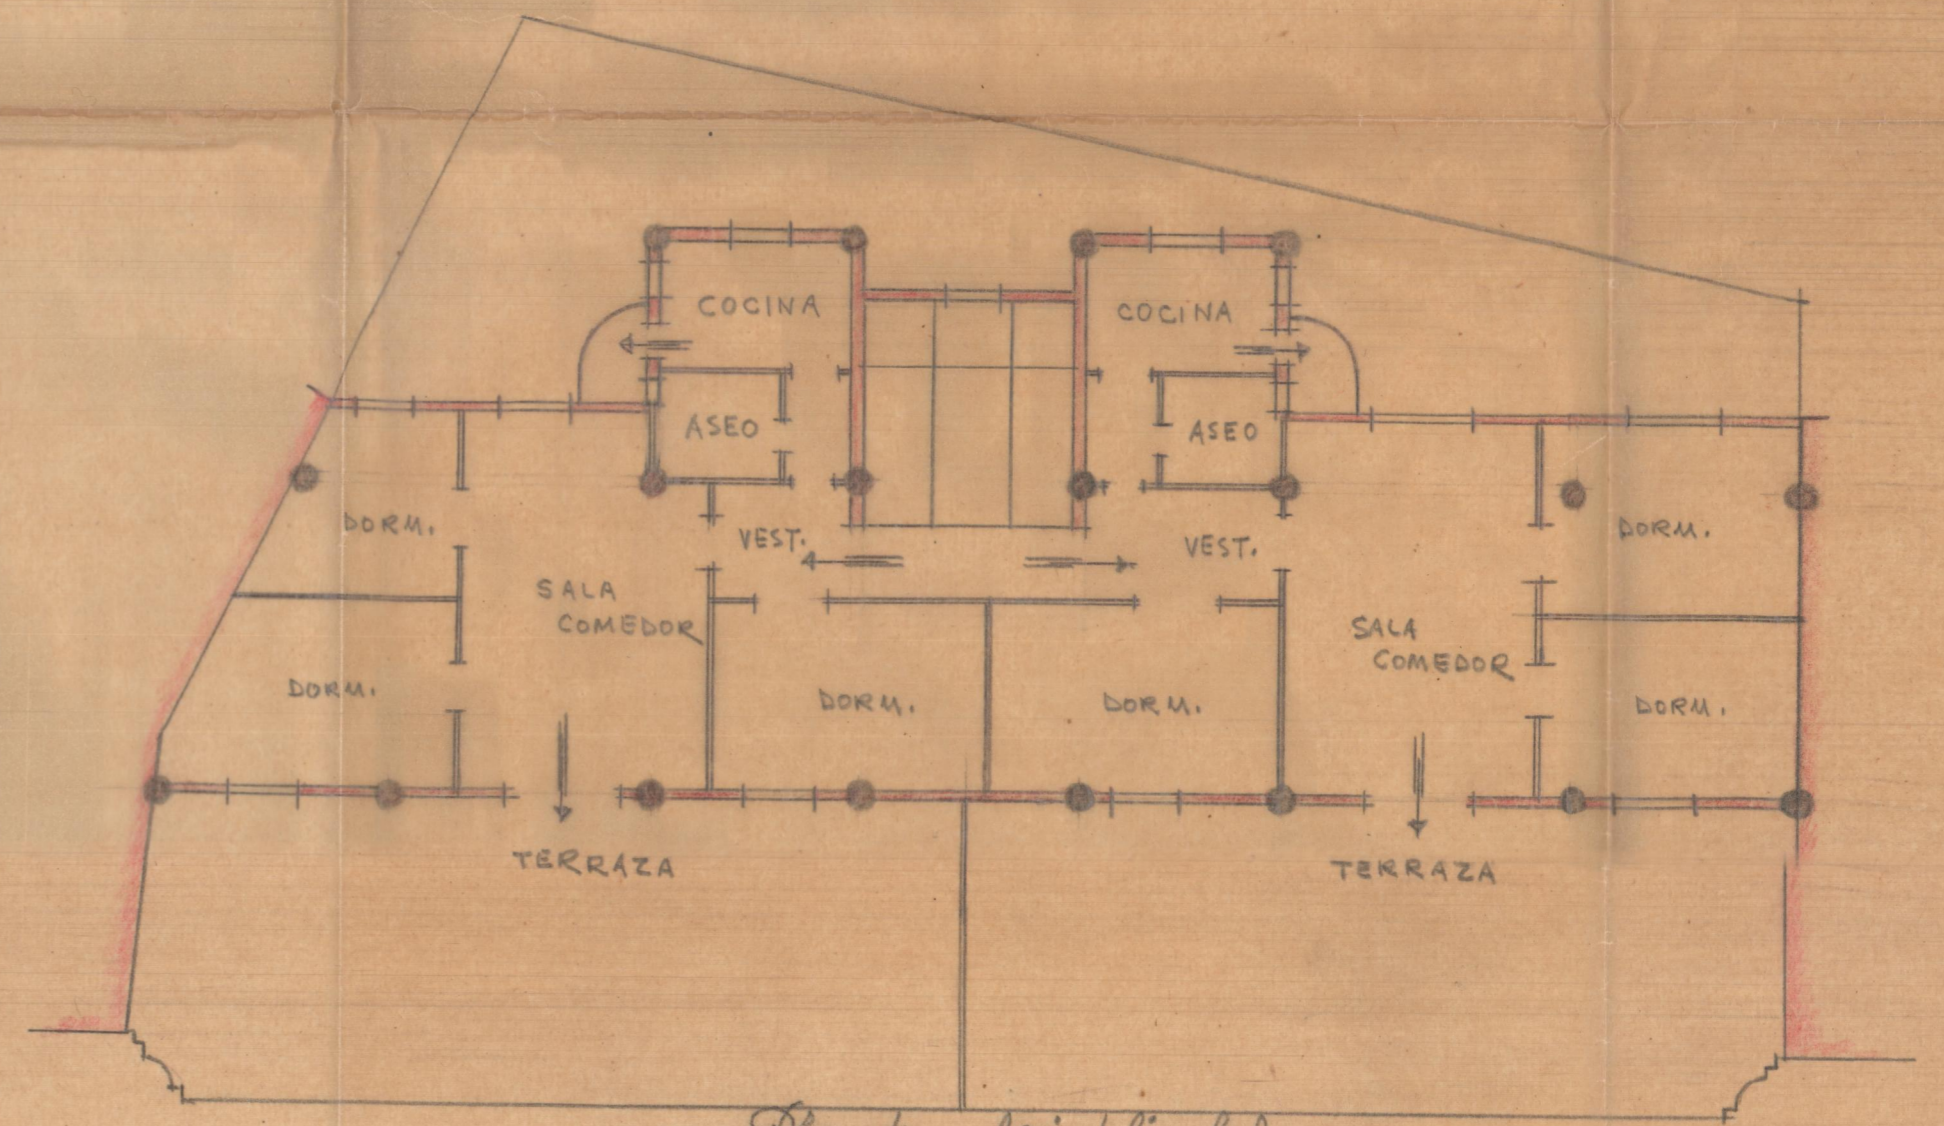 COCINA
COCINA
ASEO
ASEO
DORM.
VEST.
VEST.
DORM.
SALA
COMEDOR
SALA
COMEDOR
DORM.
DORM.
DORM.
DORM.
TERRAZA
TERRAZA